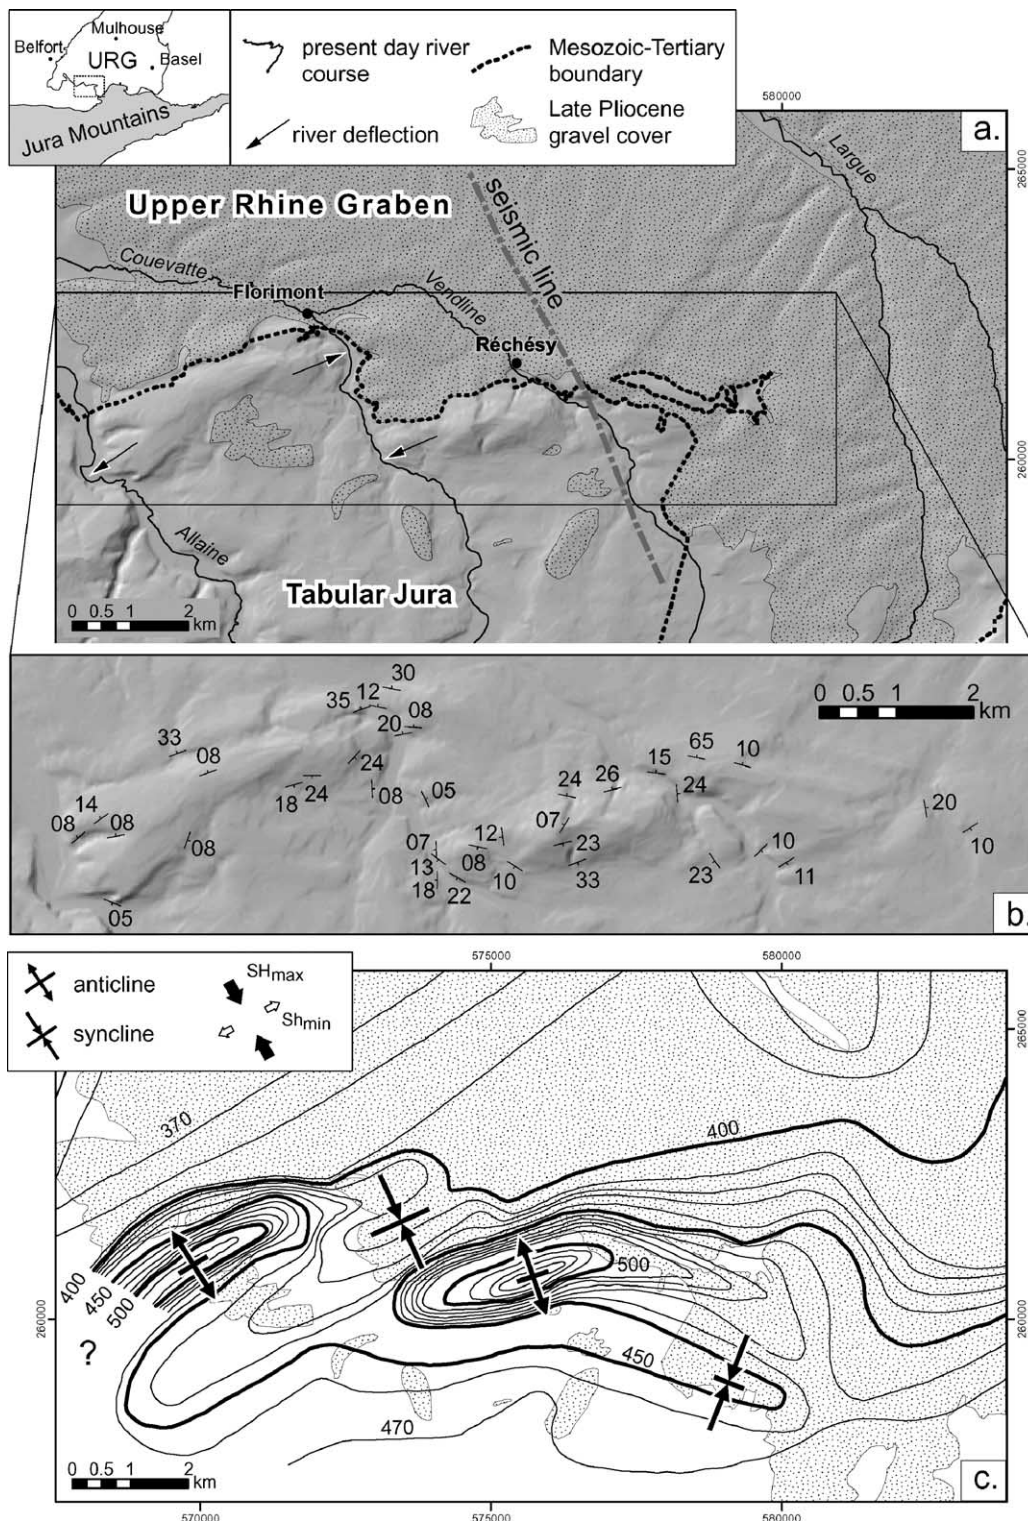 Mulhouse
Belfort
URG
Basel
Jura Mountains
present day river
course
Mesozoic-Tertiary
boundary
river deflection
Late Pliocene
gravel cover
580000
a.
265000
Largue
Upper Rhine Graben
seismic line
Couevatte
Florimont
Vendline
Réchésy
260000
Allaine
Tabular Jura
0 0.5 1 2
km
30
12
35
08
20
33
08
24
18
24
08
05
14
08
08
08
05
07
13
18
12
08
22
10
24
26
07
23
33
15
65
10
24
23
10
11
20
10
0 0.5 1 2
km
b.
anticline
syncline
SHmax
Shmin
575000
580000
265000
370
400
400
450
500
500
260000
260000
?
450
470
0 0.5 1 2
km
c.
570000
575000
580000